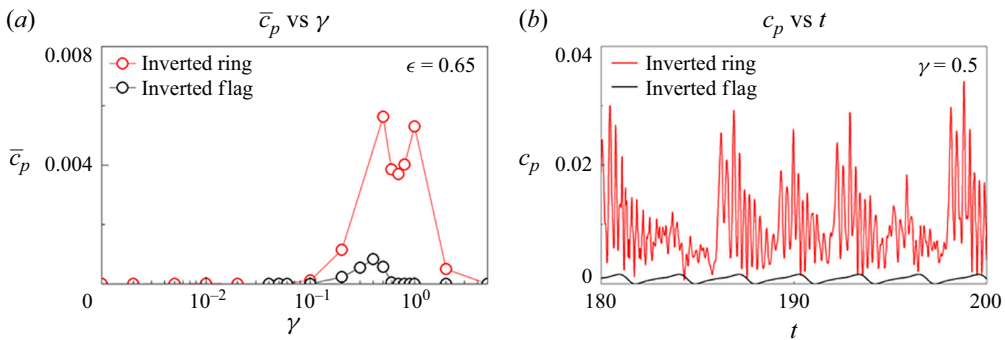 (a) c̅ₚ vs γ
0.008
Inverted ring
Inverted flag
ϵ = 0.65
c̅ₚ
0.004
0
0 10⁻² 10⁻¹ 10⁰
γ
(b) cₚ vs t
0.04
Inverted ring
Inverted flag
γ = 0.5
cₚ
0.02
0
180 190 200
t